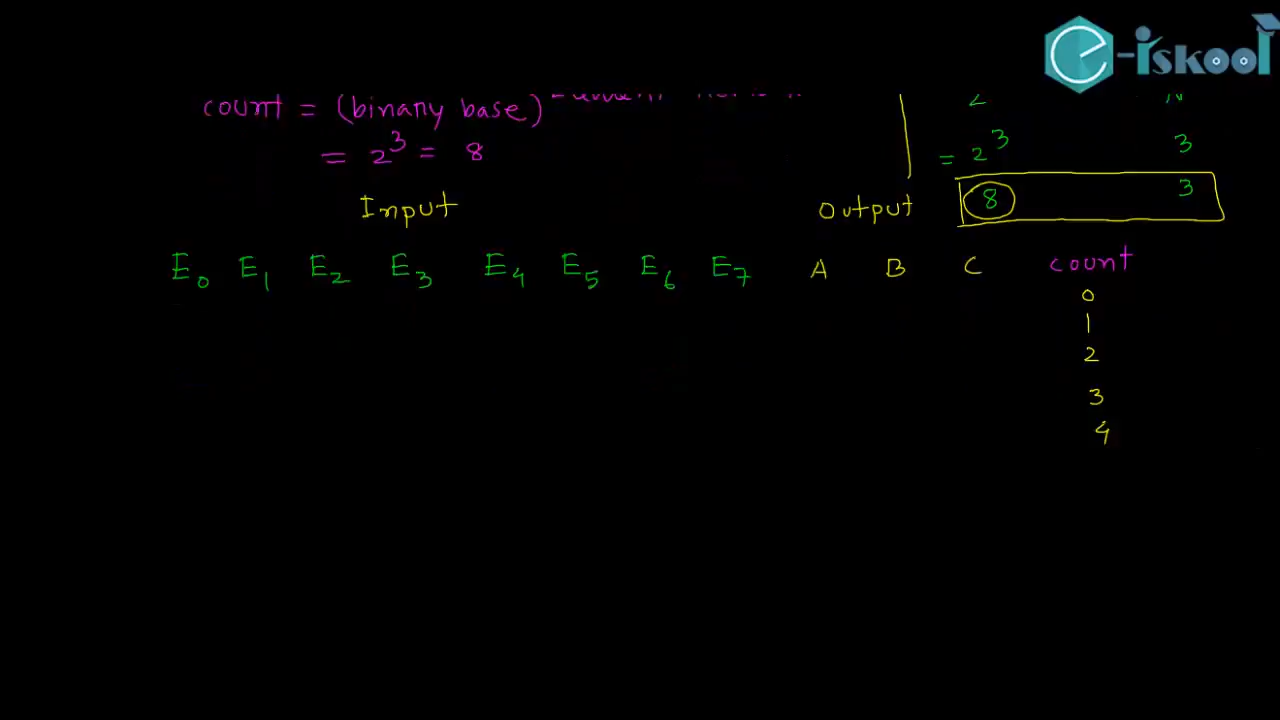 e-iskool
count = (binary base)
= 2^3 = 8
= 2^3 3
8 3
Input Output
E0 E1 E2 E3 E4 E5 E6 E7 A B C count
0
1
2
3
4